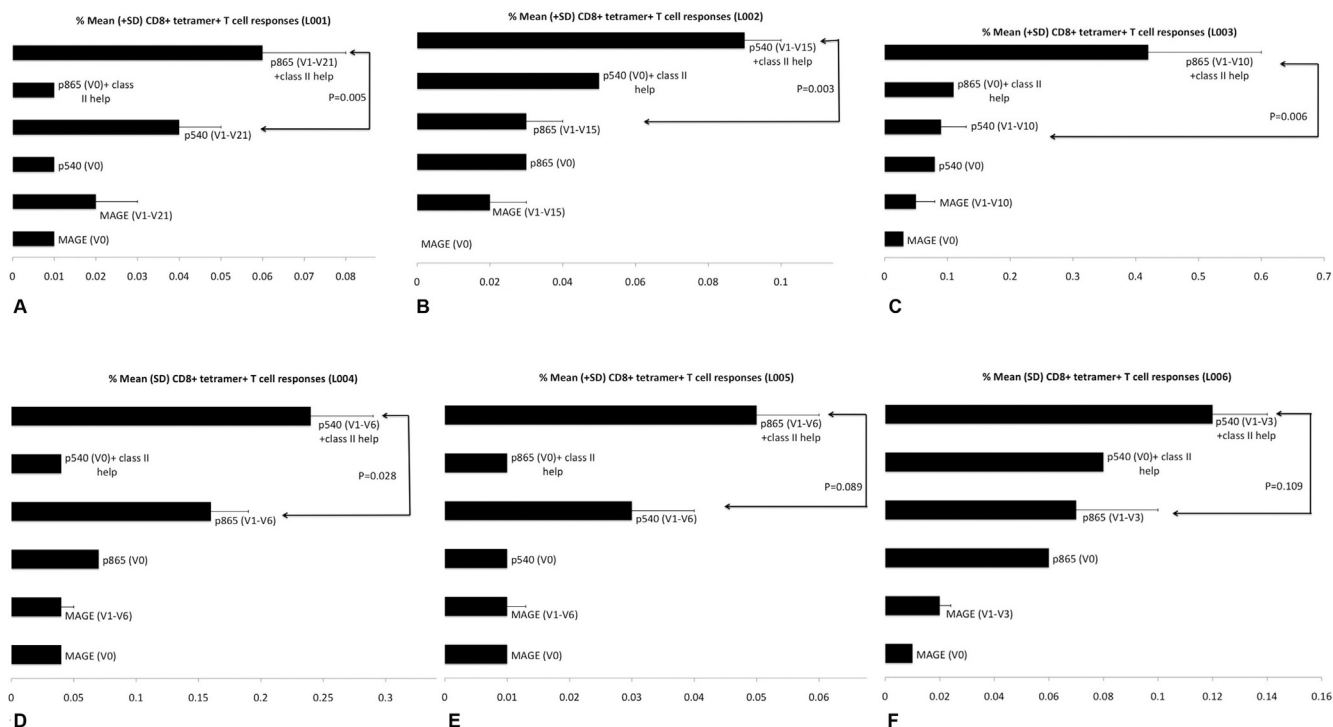 % Mean (+SD) CD8+ tetramer+ T cell responses (L001)
p865 (V1-V21)
+class II help
p865 (V0)+ class
II help
P=0.005
p540 (V1-V21)
p540 (V0)
MAGE (V1-V21)
MAGE (V0)
0 0.01 0.02 0.03 0.04 0.05 0.06 0.07 0.08
A
% Mean (+SD) CD8+ tetramer+ T cell responses (L002)
p540 (V1-V15)
+class II help
p540 (V0)+ class II
help
P=0.003
p865 (V1-V15)
p865 (V0)
MAGE (V1-V15)
MAGE (V0)
0 0.02 0.04 0.06 0.08 0.1
B
% Mean (+SD) CD8+ tetramer+ T cell responses (L003)
p865 (V1-V10)
+class II help
p865 (V0)+ class II
help
P=0.006
p540 (V1-V10)
p540 (V0)
MAGE (V1-V10)
MAGE (V0)
0 0.1 0.2 0.3 0.4 0.5 0.6 0.7
C
% Mean (SD) CD8+ tetramer+ T cell responses (L004)
p540 (V1-V6)
+class II help
p540 (V0)+ class II
help
P=0.028
p865 (V1-V6)
p865 (V0)
MAGE (V1-V6)
MAGE (V0)
0 0.05 0.1 0.15 0.2 0.25 0.3
D
% Mean (+SD) CD8+ tetramer+ T cell responses (L005)
p865 (V1-V6)
+class II help
p865 (V0)+ class II
help
P=0.089
p540 (V1-V6)
p540 (V0)
MAGE (V1-V6)
MAGE (V0)
0 0.01 0.02 0.03 0.04 0.05 0.06
E
% Mean (SD) CD8+ tetramer+ T cell responses (L006)
p540 (V1-V3)
+class II help
p540 (V0)+ class II
help
P=0.109
p865 (V1-V3)
p865 (V0)
MAGE (V1-V3)
MAGE (V0)
0 0.02 0.04 0.06 0.08 0.1 0.12 0.14 0.16
F